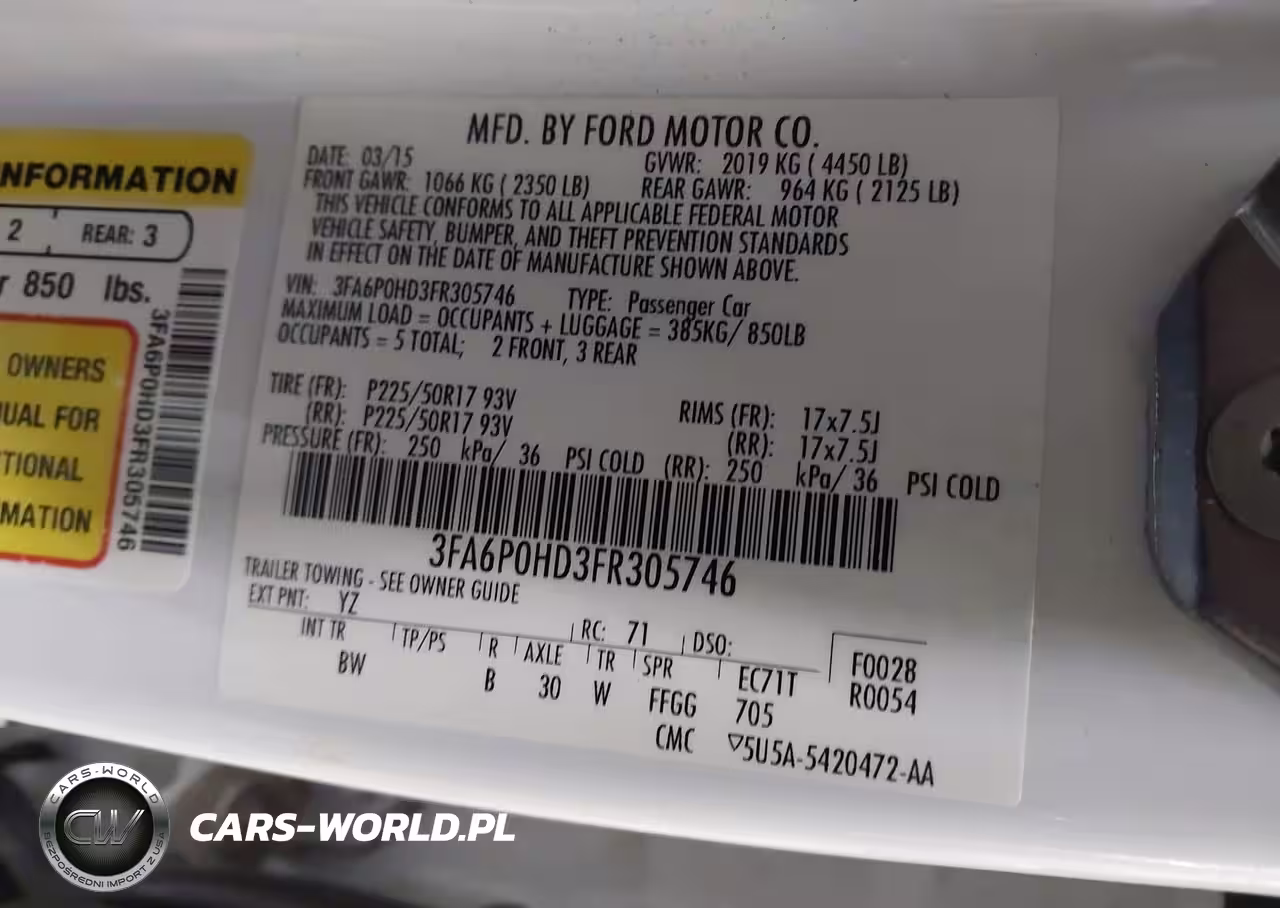 MFD. BY FORD MOTOR CO.
DATE: 03/15 GVWR: 2019 KG ( 4450 LB)
FRONT GAWR: 1066 KG ( 2350 LB) REAR GAWR: 964 KG ( 2125 LB)
THIS VEHICLE CONFORMS TO ALL APPLICABLE FEDERAL MOTOR
VEHICLE SAFETY, BUMPER, AND THEFT PREVENTION STANDARDS
IN EFFECT ON THE DATE OF MANUFACTURE SHOWN ABOVE.
VIN: 3FA6P0HD3FR305746 TYPE: Passenger Car
MAXIMUM LOAD = OCCUPANTS + LUGGAGE = 385KG/ 850LB
OCCUPANTS = 5 TOTAL; 2 FRONT, 3 REAR
TIRE (FR): P225/50R17 93V RIMS (FR): 17x7.5J
(RR): P225/50R17 93V (RR): 17x7.5J
PRESSURE (FR): 250 kPa/ 36 PSI COLD (RR): 250 kPa/ 36 PSI COLD
3FA6P0HD3FR305746
TRAILER TOWING - SEE OWNER GUIDE
EXT PNT: YZ RC: 71 DSO:
INT TR TP/PS R AXLE TR SPR EC71T F0028
BW B 30 W FFGG 705 R0054
CMC ▽5U5A-5420472-AA
NFORMATION
2 REAR: 3
r 850 lbs.
OWNERS
UAL FOR
TIONAL
MATION
3FA6P0HD3FR305746
CARS-WORLD
CW
BEZPOŚREDNI IMPORT Z USA
CARS-WORLD.PL